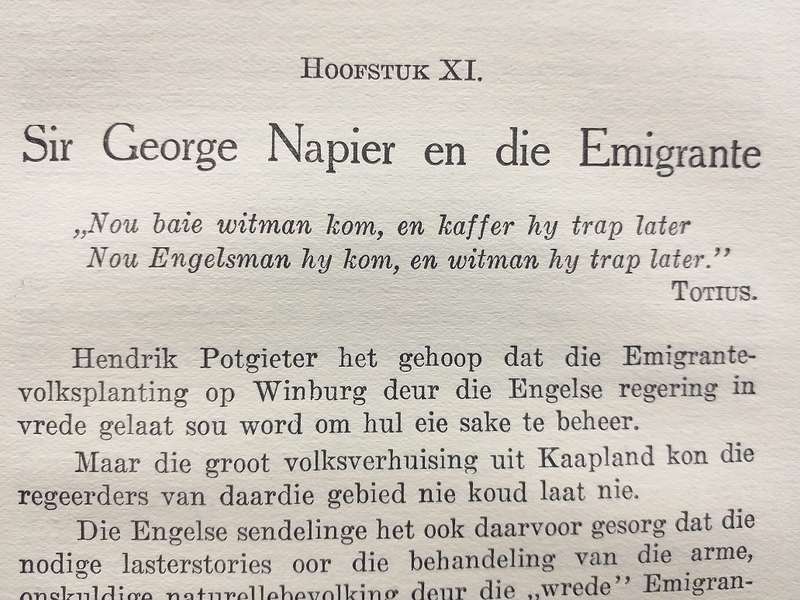 Hoofstuk XI.
Sir George Napier en die Emigrante
„Nou baie witman kom, en kaffer hy trap later
Nou Engelsman hy kom, en witman hy trap later.”
Totius.
Hendrik Potgieter het gehoop dat die Emigrante-
volksplanting op Winburg deur die Engelse regering in
vrede gelaat sou word om hul eie sake te beheer.
Maar die groot volksverhuising uit Kaapland kon die
regeerders van daardie gebied nie koud laat nie.
Die Engelse sendelinge het ook daarvoor gesorg dat die
nodige lasterstories oor die behandeling van die arme,
onskuldige naturellebevolking deur die „wrede” Emigran-